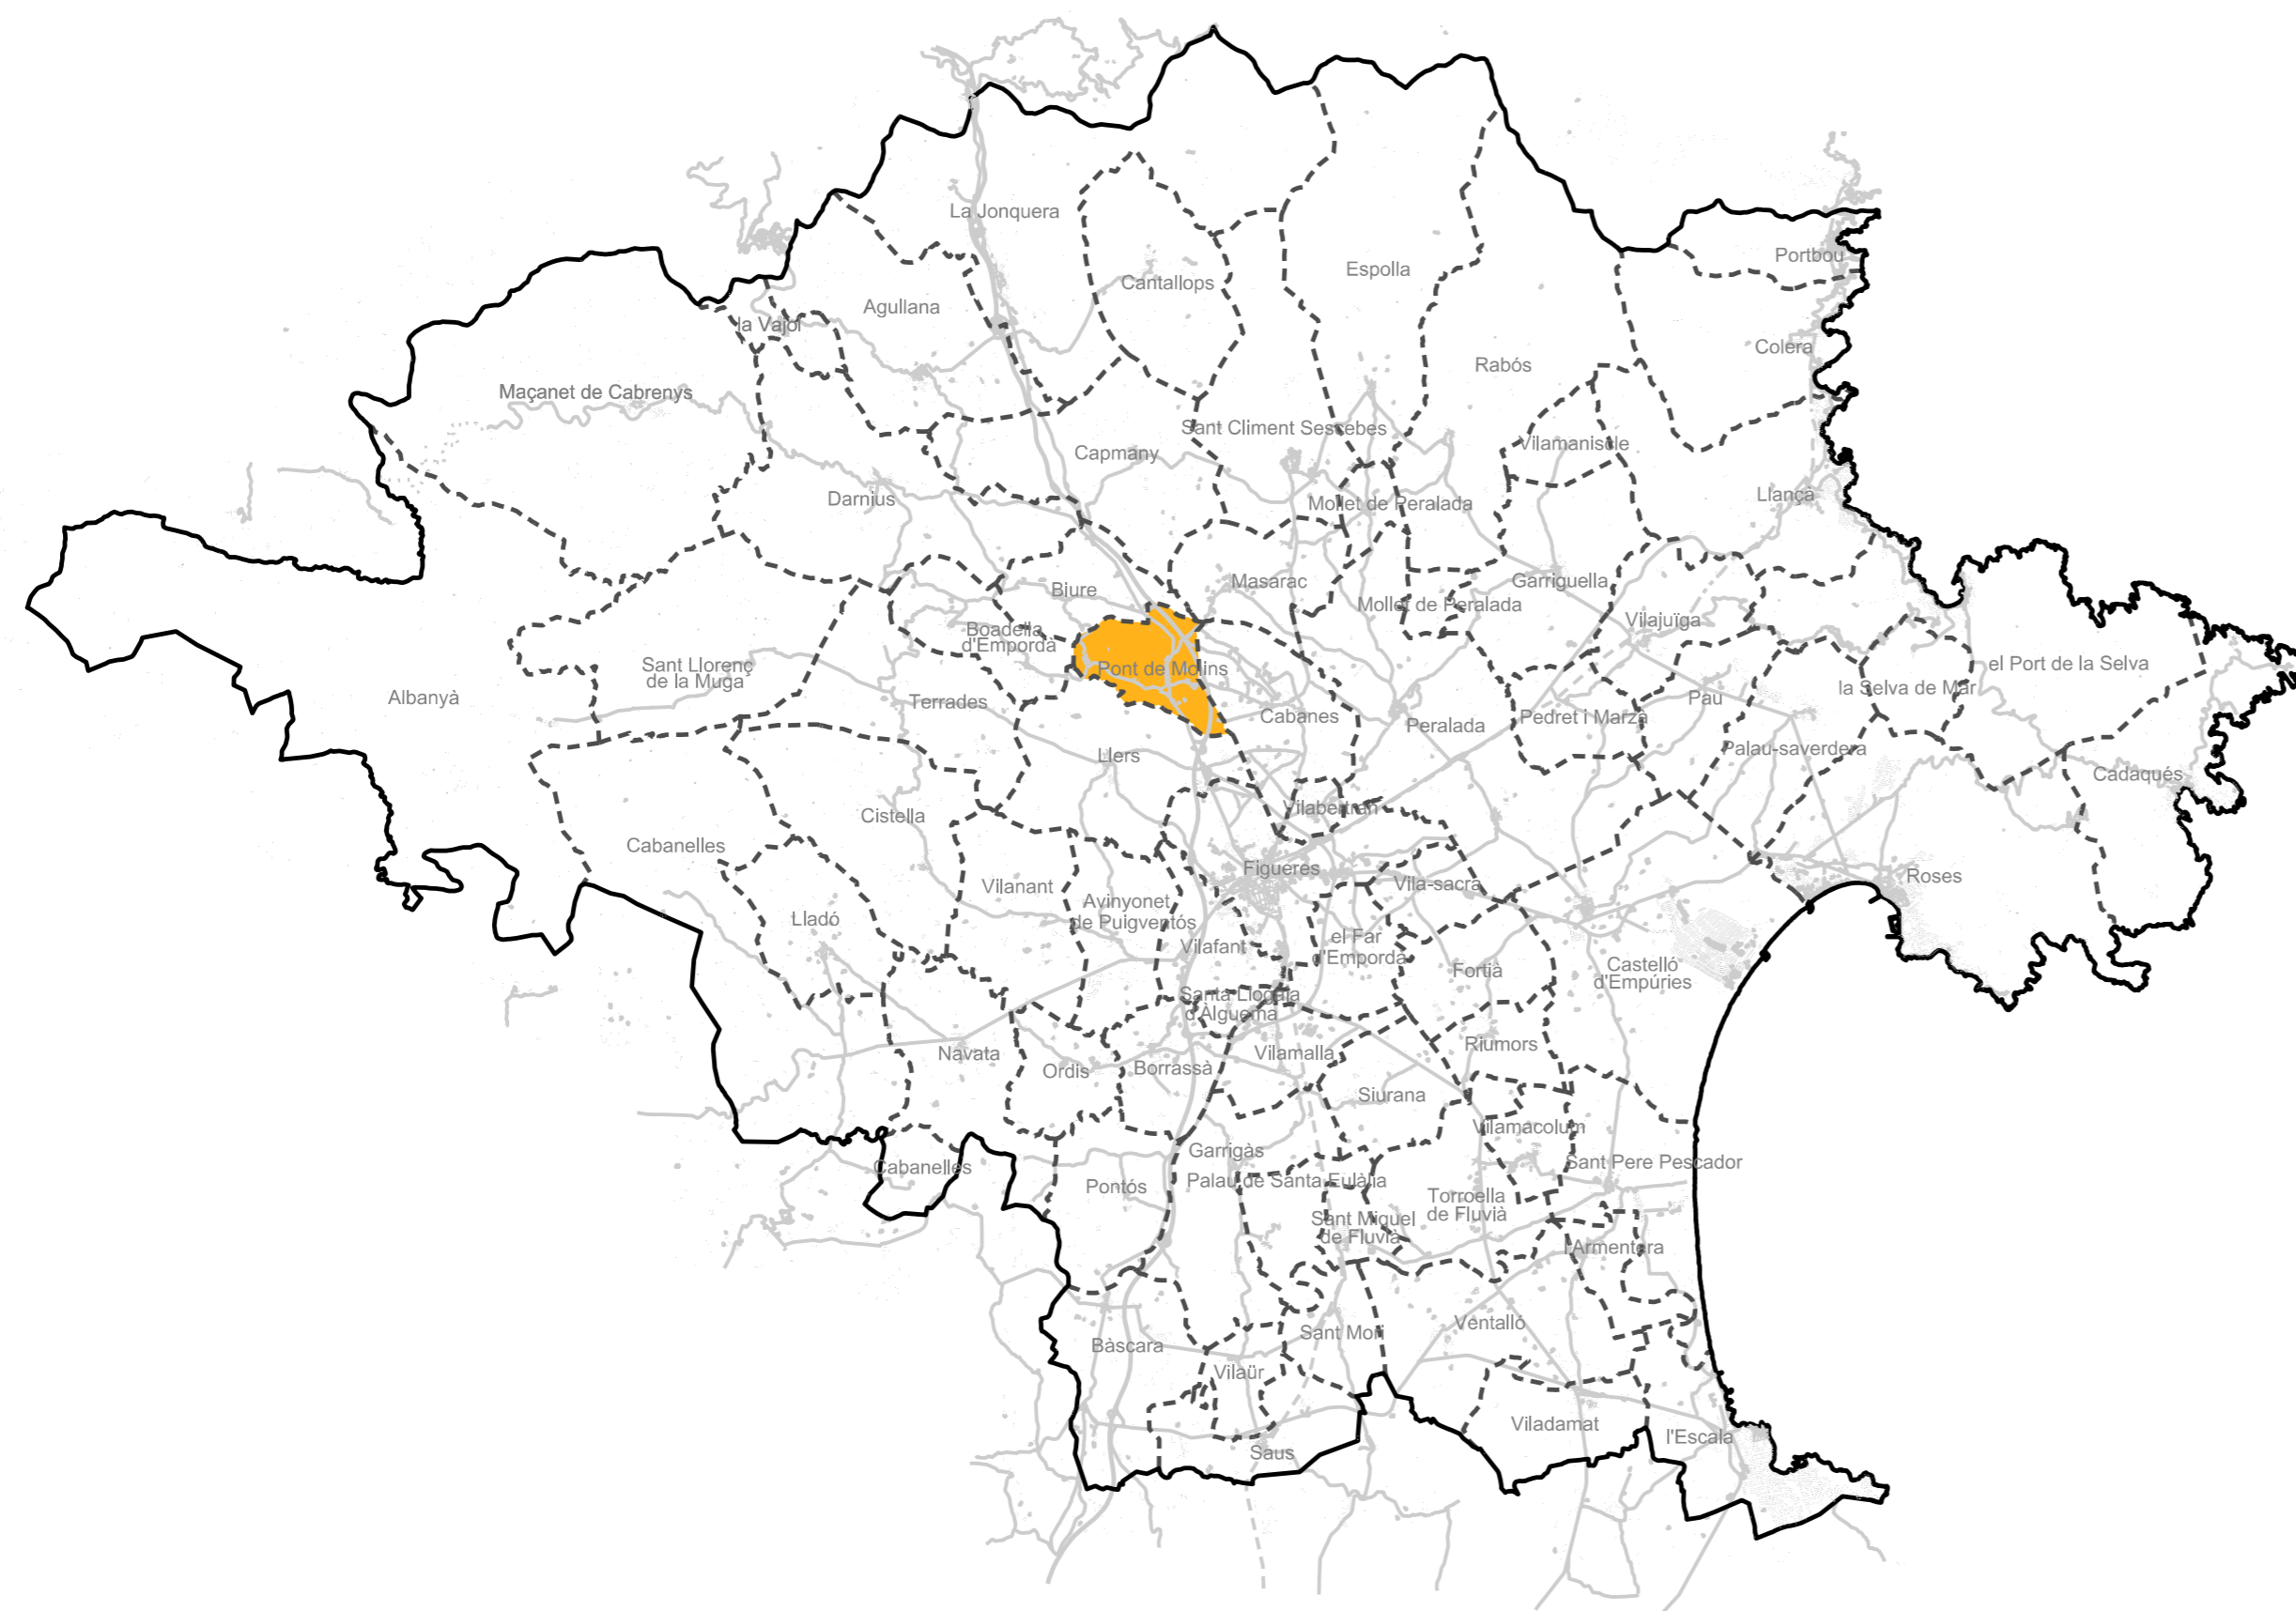 La Jonquera
Portbou
Espolla
Cantallops
Agullana
la Vajol
Colera
Rabós
Maçanet de Cabrenys
Sant Climent Sescebes
Vilamaniscle
Capmany
Llançà
Darnius
Mollet de Peralada
Masarac
Garriguella
Biure
Mollet de Peralada
Vilajuïga
Boadella
d'Empordà
el Port de la Selva
Sant Llorenç
de la Muga
Pont de Molins
la Selva de Mar
Albanyà
Pau
Terrades
Cabanes
Pedret i Marzà
Peralada
Palau-saverdera
Llers
Cadaqués
Vilabertran
Cistella
Cabanelles
Figueres
Roses
Vila-sacra
Vilanant
Avinyonet
de Puigventós
Lladó
el Far
d'Empordà
Vilafant
Castelló
d'Empúries
Fortià
Santa Llogaia
d'Àlguema
Riumors
Navata
Vilamalla
Ordis
Borrassà
Siurana
Vilamacolum
Garrigàs
Sant Pere Pescador
Cabanelles
Palau de Santa Eulàlia
Pontós
Torroella
de Fluvià
Sant Miquel
de Fluvià
l'Armentera
Ventalló
Sant Mori
Bàscara
Vilaür
Viladamat
l'Escala
Saus